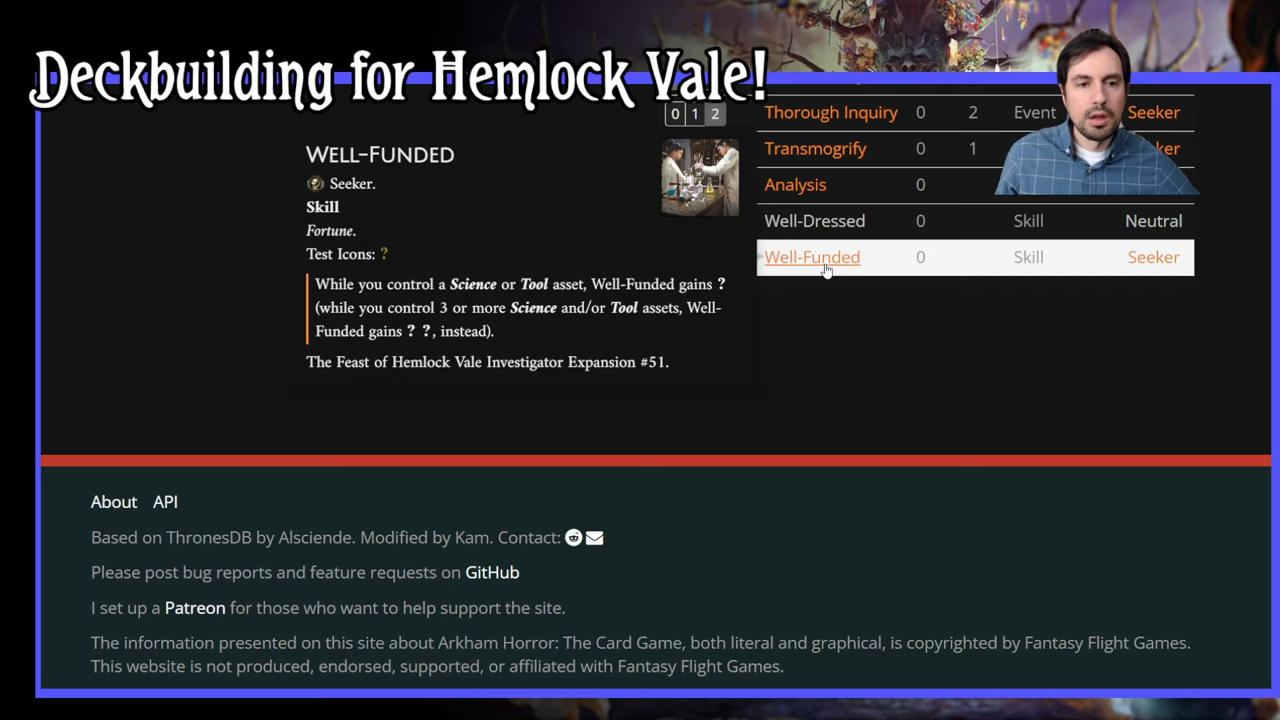 Deckbuilding for Hemlock Vale!
0 1 2
WELL-FUNDED
Seeker.
Skill
Fortune.
Test Icons: ?
While you control a Science or Tool asset, Well-Funded gains ?
(while you control 3 or more Science and/or Tool assets, Well-
Funded gains ? ?, instead).
The Feast of Hemlock Vale Investigator Expansion #51.
Thorough Inquiry 0 2 Event Seeker
Transmogrify 0 1
Analysis 0
Well-Dressed 0 Skill Neutral
Well-Funded 0 Skill Seeker
About API
Based on ThronesDB by Alsciende. Modified by Kam. Contact:
Please post bug reports and feature requests on GitHub
I set up a Patreon for those who want to help support the site.
The information presented on this site about Arkham Horror: The Card Game, both literal and graphical, is copyrighted by Fantasy Flight Games.
This website is not produced, endorsed, supported, or affiliated with Fantasy Flight Games.